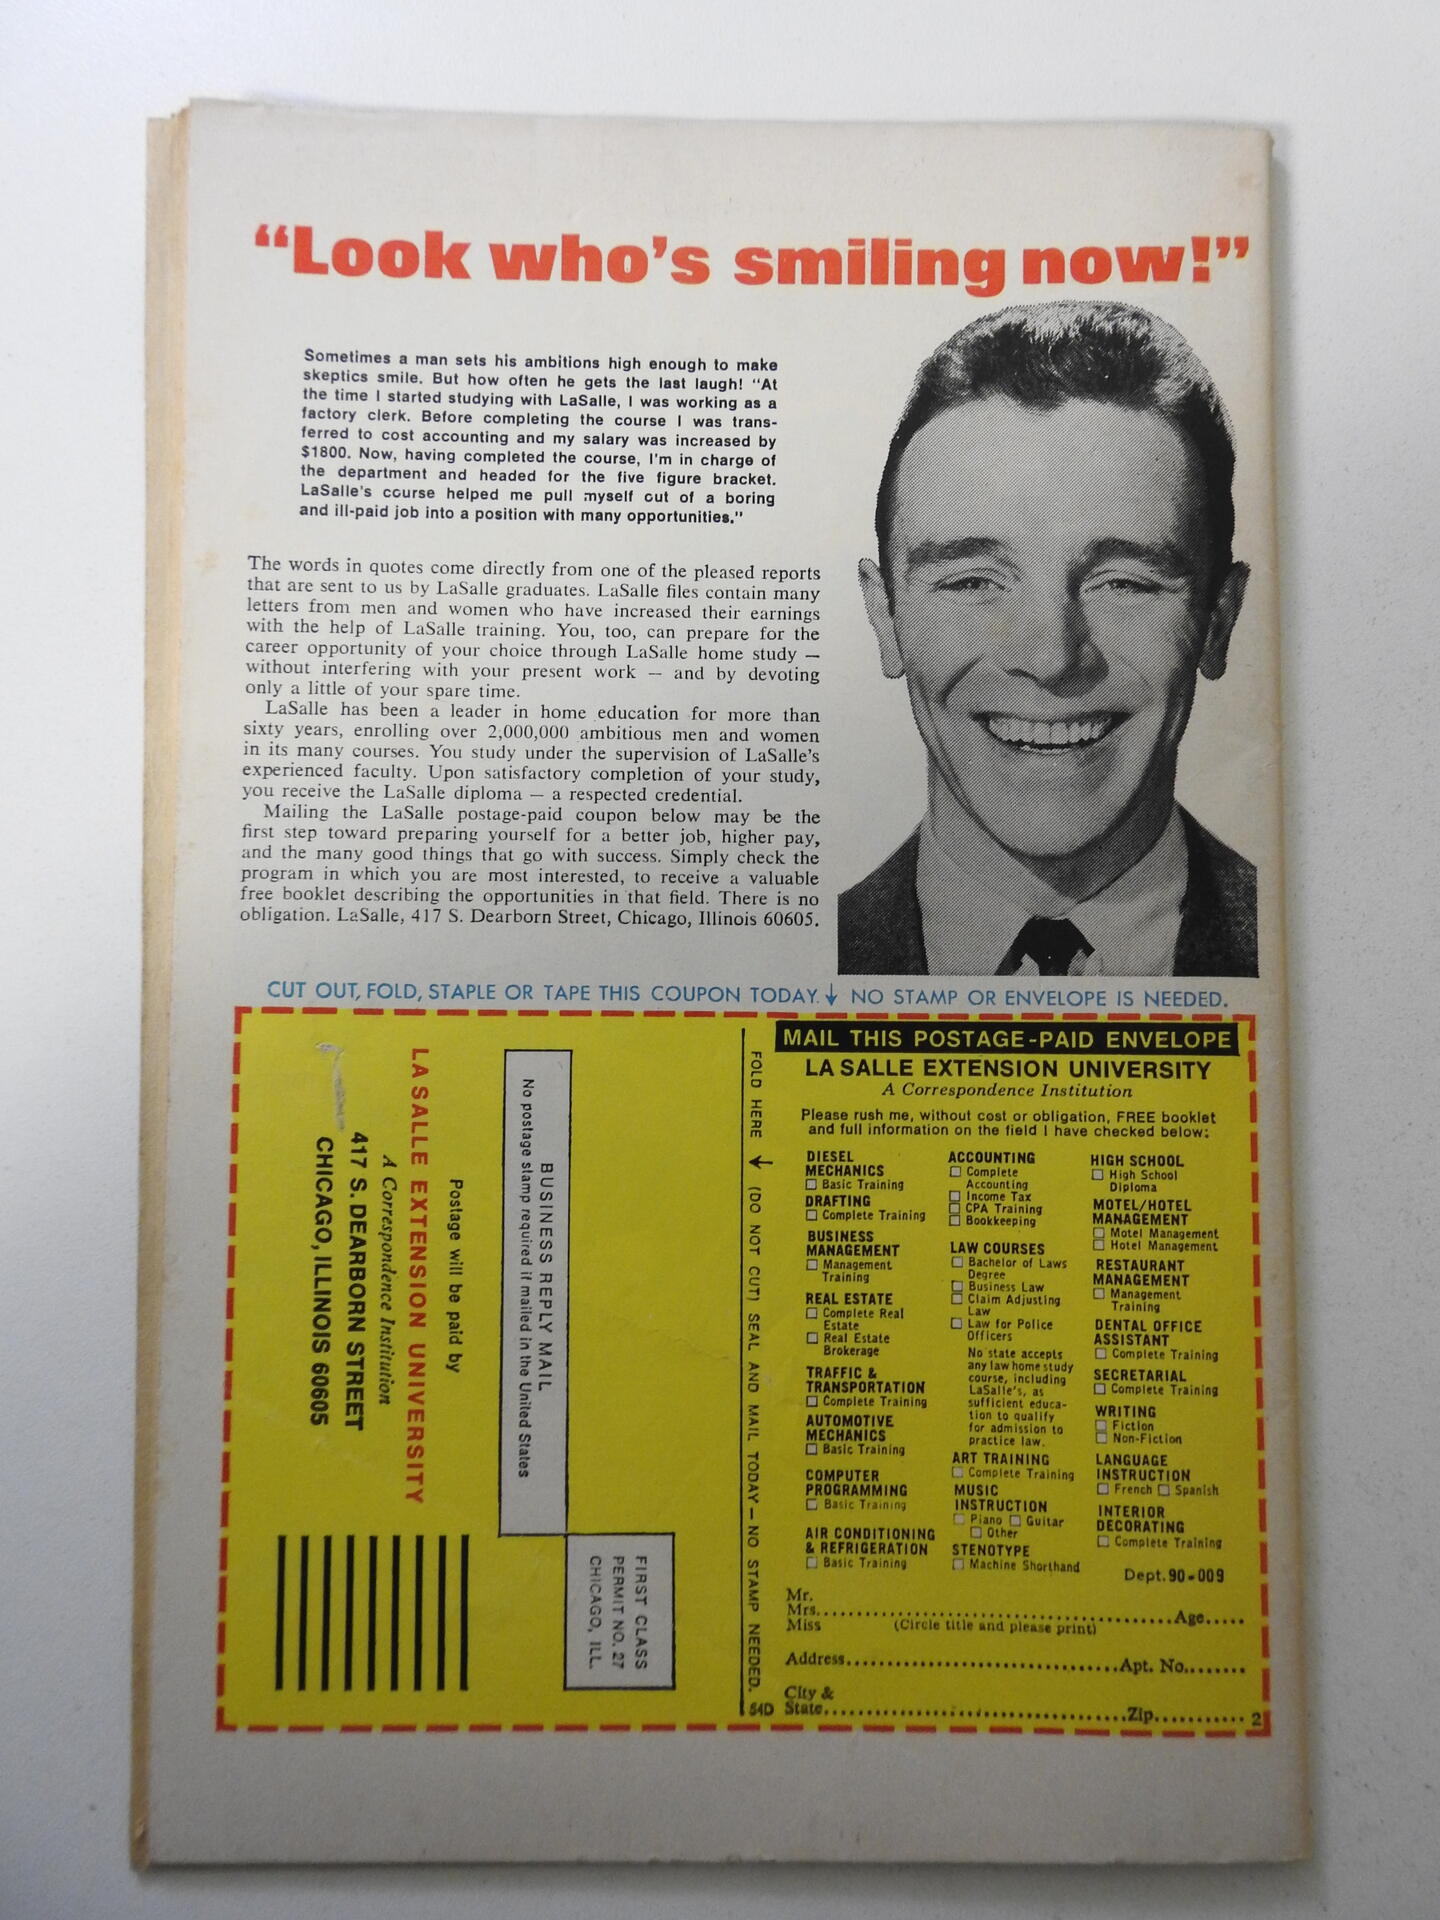 “Look who’s smiling now!”
Sometimes a man sets his ambitions high enough to make
skeptics smile. But how often he gets the last laugh! “At
the time I started studying with LaSalle, I was working as a
factory clerk. Before completing the course I was trans-
ferred to cost accounting and my salary was increased by
$1800. Now, having completed the course, I’m in charge of
the department and headed for the five figure bracket.
LaSalle’s course helped me pull myself out of a boring
and ill-paid job into a position with many opportunities.”
The words in quotes come directly from one of the pleased reports
that are sent to us by LaSalle graduates. LaSalle files contain many
letters from men and women who have increased their earnings
with the help of LaSalle training. You, too, can prepare for the
career opportunity of your choice through LaSalle home study —
without interfering with your present work — and by devoting
only a little of your spare time.
LaSalle has been a leader in home education for more than
sixty years, enrolling over 2,000,000 ambitious men and women
in its many courses. You study under the supervision of LaSalle’s
experienced faculty. Upon satisfactory completion of your study,
you receive the LaSalle diploma — a respected credential.
Mailing the LaSalle postage-paid coupon below may be the
first step toward preparing yourself for a better job, higher pay,
and the many good things that go with success. Simply check the
program in which you are most interested, to receive a valuable
free booklet describing the opportunities in that field. There is no
obligation. LaSalle, 417 S. Dearborn Street, Chicago, Illinois 60605.
CUT OUT, FOLD, STAPLE OR TAPE THIS COUPON TODAY. ↓ NO STAMP OR ENVELOPE IS NEEDED.
FIRST CLASS
PERMIT NO. 27
CHICAGO, ILL.
BUSINESS REPLY MAIL
No postage stamp required if mailed in the United States
Postage will be paid by
LA SALLE EXTENSION UNIVERSITY
A Correspondence Institution
417 S. DEARBORN STREET
CHICAGO, ILLINOIS 60605
FOLD HERE → (DO NOT CUT) SEAL AND MAIL TODAY — NO STAMP NEEDED.
54D
MAIL THIS POSTAGE-PAID ENVELOPE
LA SALLE EXTENSION UNIVERSITY
A Correspondence Institution
Please rush me, without cost or obligation, FREE booklet
and full information on the field I have checked below:
DIESEL
MECHANICS
☐ Basic Training
DRAFTING
☐ Complete Training
BUSINESS
MANAGEMENT
☐ Management
Training
REAL ESTATE
☐ Complete Real
Estate
☐ Real Estate
Brokerage
TRAFFIC &
TRANSPORTATION
☐ Complete Training
AUTOMOTIVE
MECHANICS
☐ Basic Training
COMPUTER
PROGRAMMING
☐ Basic Training
AIR CONDITIONING
& REFRIGERATION
☐ Basic Training
ACCOUNTING
☐ Complete
Accounting
☐ Income Tax
☐ CPA Training
☐ Bookkeeping
LAW COURSES
☐ Bachelor of Laws
Degree
☐ Business Law
☐ Claim Adjusting
Law
☐ Law for Police
Officers
No state accepts
any law home study
course, including
LaSalle’s, as
sufficient educa-
tion to qualify
for admission to
practice law.
ART TRAINING
☐ Complete Training
MUSIC
INSTRUCTION
☐ Piano ☐ Guitar
☐ Other
STENOTYPE
☐ Machine Shorthand
HIGH SCHOOL
☐ High School
Diploma
MOTEL/HOTEL
MANAGEMENT
☐ Motel Management
☐ Hotel Management
RESTAURANT
MANAGEMENT
☐ Management
Training
DENTAL OFFICE
ASSISTANT
☐ Complete Training
SECRETARIAL
☐ Complete Training
WRITING
☐ Fiction
☐ Non-Fiction
LANGUAGE
INSTRUCTION
☐ French ☐ Spanish
INTERIOR
DECORATING
☐ Complete Training
Dept. 90-009
Mr.
Mrs. ........ Age .....
Miss (Circle title and please print)
Address ........ Apt. No. .......
City &
State ........ Zip ........ 2